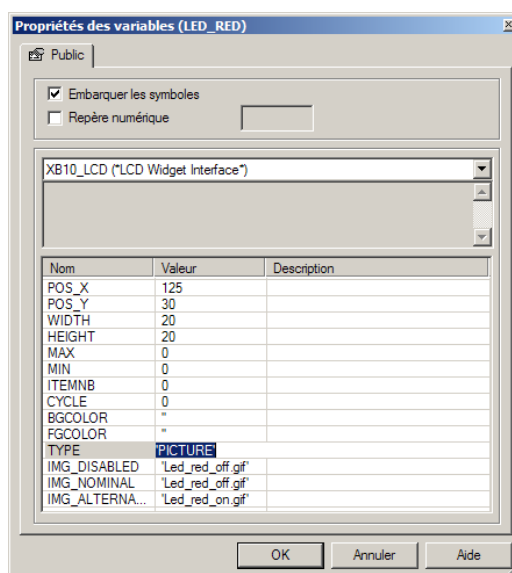 Propriétés des variables (LED_RED)
Public
Embarquer les symboles
Repère numérique
XB10_LCD (*LCD Widget Interface*)
Nom Valeur Description
POS_X 125
POS_Y 30
WIDTH 20
HEIGHT 20
MAX 0
MIN 0
ITEMNB 0
CYCLE 0
BGCOLOR ''
FGCOLOR ''
TYPE 'PICTURE'
IMG_DISABLED 'Led_red_off.gif'
IMG_NOMINAL 'Led_red_off.gif'
IMG_ALTERNA... 'Led_red_on.gif'
OK Annuler Aide